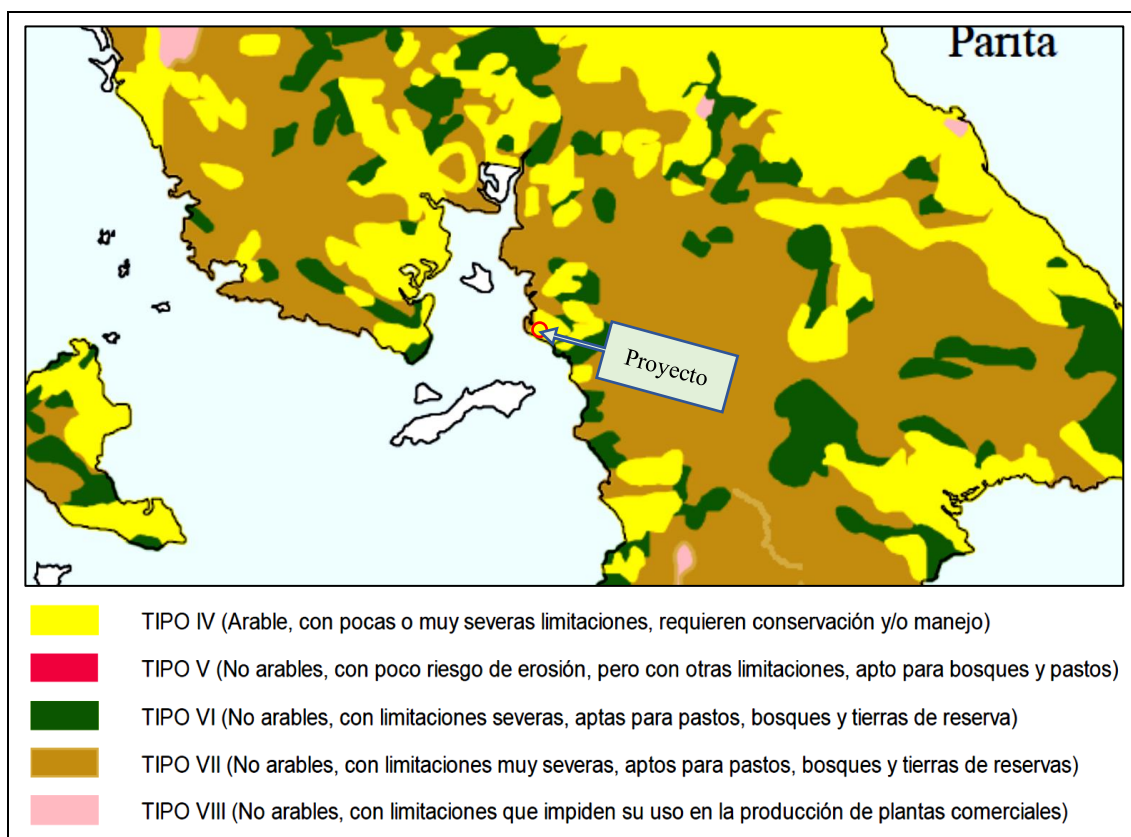 Parita
Proyecto
TIPO IV (Arable, con pocas o muy severas limitaciones, requieren conservación y/o manejo)
TIPO V (No arables, con poco riesgo de erosión, pero con otras limitaciones, apto para bosques y pastos)
TIPO VI (No arables, con limitaciones severas, aptas para pastos, bosques y tierras de reserva)
TIPO VII (No arables, con limitaciones muy severas, aptos para pastos, bosques y tierras de reservas)
TIPO VIII (No arables, con limitaciones que impiden su uso en la producción de plantas comerciales)